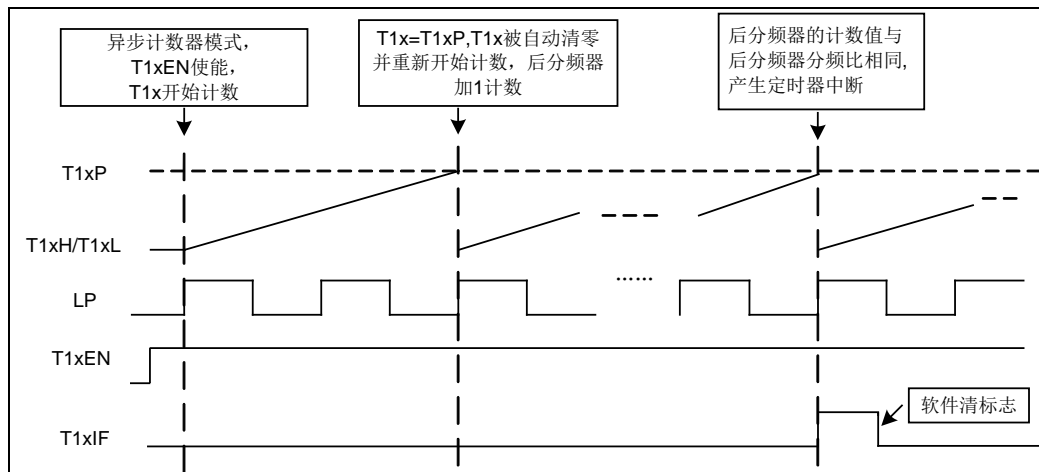 异步计数器模式，
T1xEN使能，
T1x开始计数
T1x=T1xP,T1x被自动清零
并重新开始计数，后分频器
加1计数
后分频器的计数值与
后分频器分频比相同,
产生定时器中断
T1xP
T1xH/T1xL
LP
......
T1xEN
T1xIF
软件清标志